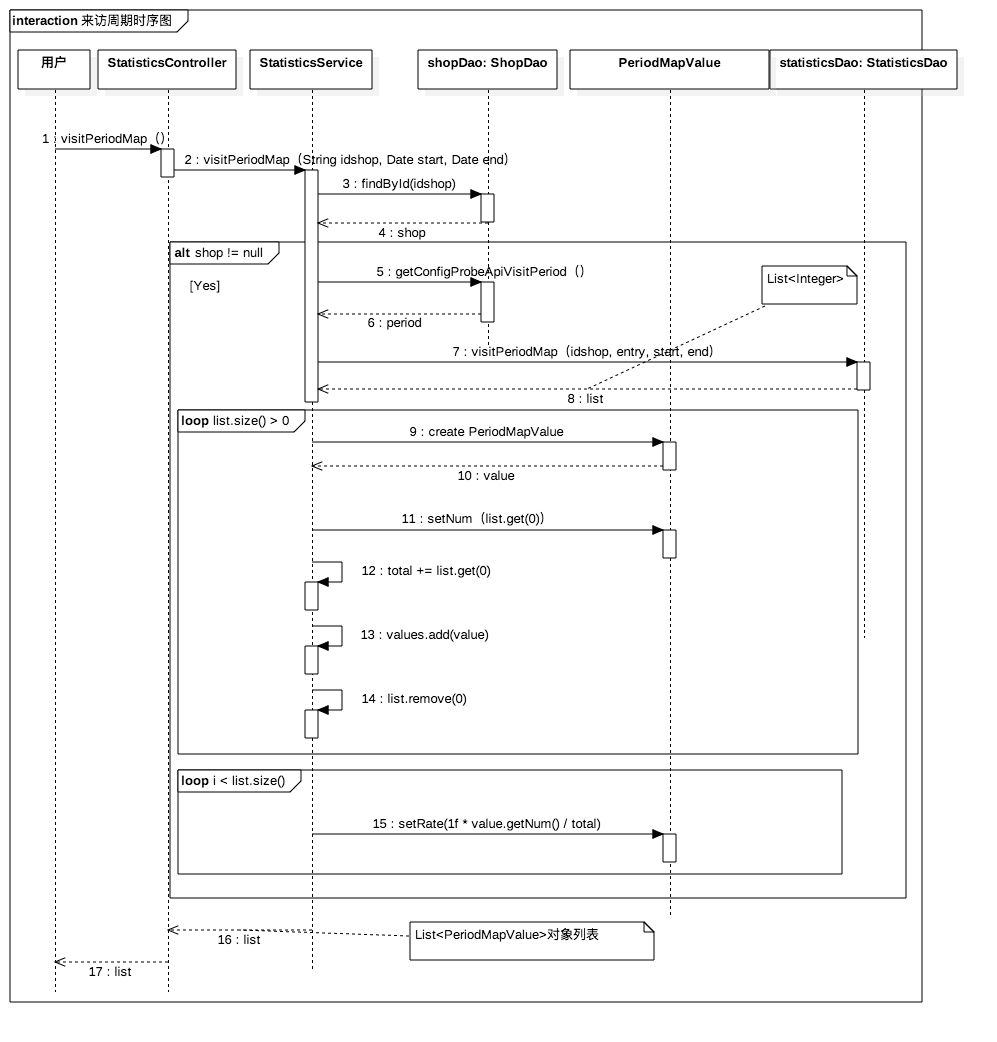 interaction 来访周期时序图
用户
StatisticsController
StatisticsService
shopDao: ShopDao
PeriodMapValue
statisticsDao: StatisticsDao
1 : visitPeriodMap（）
2 : visitPeriodMap（String idshop, Date start, Date end）
3 : findById(idshop)
4 : shop
alt shop != null
[Yes]
5 : getConfigProbeApiVisitPeriod（）
List<Integer>
6 : period
7 : visitPeriodMap（idshop, entry, start, end）
8 : list
loop list.size() > 0
9 : create PeriodMapValue
10 : value
11 : setNum（list.get(0)）
12 : total += list.get(0)
13 : values.add(value)
14 : list.remove(0)
loop i < list.size()
15 : setRate(1f * value.getNum() / total)
List<PeriodMapValue>对象列表
16 : list
17 : list